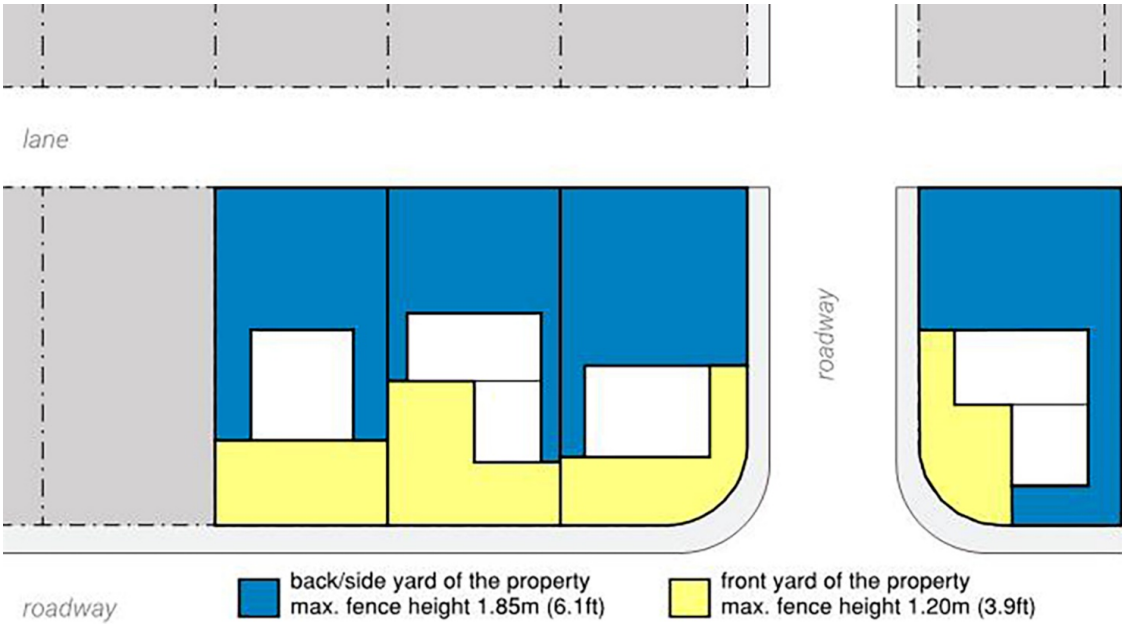 lane
roadway
back/side yard of the property
max. fence height 1.85m (6.1ft)
front yard of the property
max. fence height 1.20m (3.9ft)
roadway